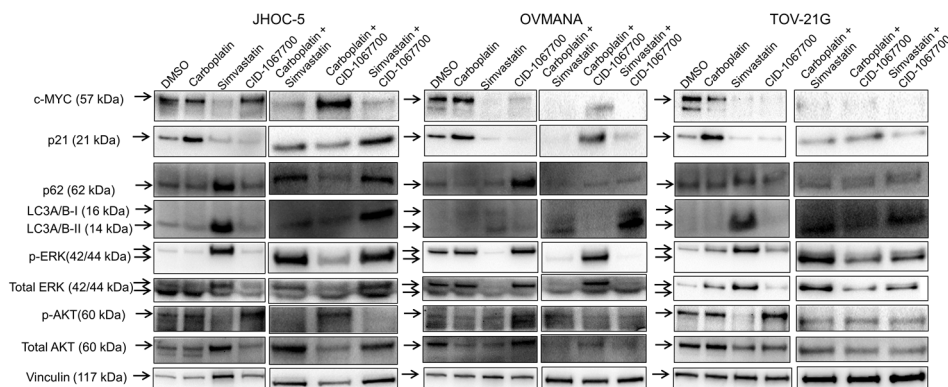 JHOC-5
OVMANA
TOV-21G
DMSO
Carboplatin
Simvastatin
CID-1067700
Carboplatin +
Simvastatin
Carboplatin +
CID-1067700
Simvastatin +
CID-1067700
DMSO
Carboplatin
Simvastatin
CID-1067700
Carboplatin +
Simvastatin
Carboplatin +
CID-1067700
Simvastatin +
CID-1067700
DMSO
Carboplatin
Simvastatin
CID-1067700
Carboplatin +
Simvastatin
Carboplatin +
CID-1067700
Simvastatin +
CID-1067700
c-MYC (57 kDa)
p21 (21 kDa)
p62 (62 kDa)
LC3A/B-I (16 kDa)
LC3A/B-II (14 kDa)
p-ERK(42/44 kDa)
Total ERK (42/44 kDa)
p-AKT(60 kDa)
Total AKT (60 kDa)
Vinculin (117 kDa)